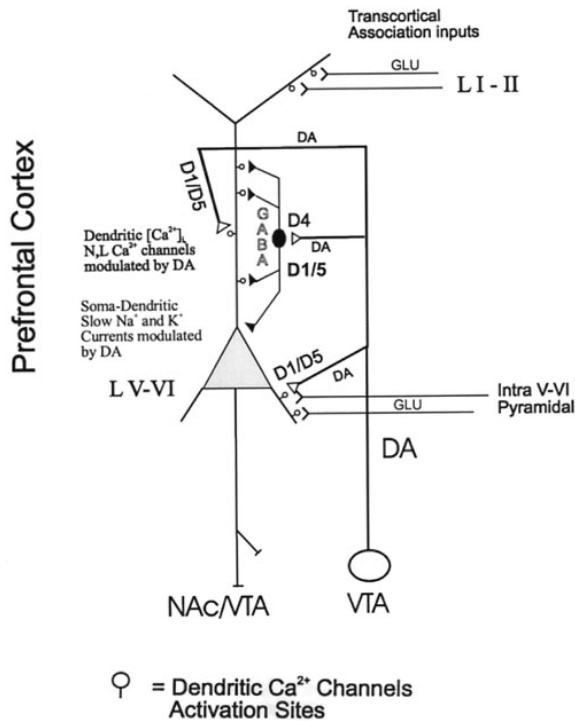 Transcortical
Association inputs
GLU
L I - II
Prefrontal Cortex
DA
D1/D5
GABA
D4
DA
D1/5
Dendritic [Ca²⁺]ᵢ
N,L Ca²⁺ channels
modulated by DA
Soma-Dendritic
Slow Na⁺ and K⁺
Currents modulated
by DA
L V-VI
D1/D5
DA
Intra V-VI
GLU
Pyramidal
DA
NAc/VTA
VTA
= Dendritic Ca²⁺ Channels
Activation Sites